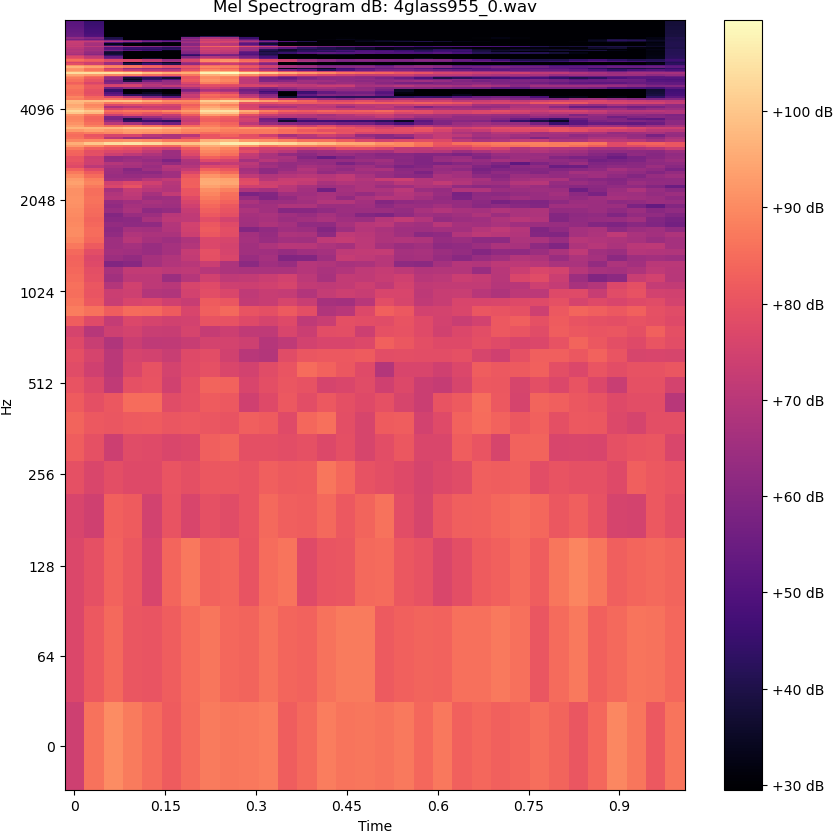 Mel Spectrogram dB: 4glass955_0.wav
Hz
4096
2048
1024
512
256
128
64
0
0 0.15 0.3 0.45 0.6 0.75 0.9
Time
+100 dB
+90 dB
+80 dB
+70 dB
+60 dB
+50 dB
+40 dB
+30 dB